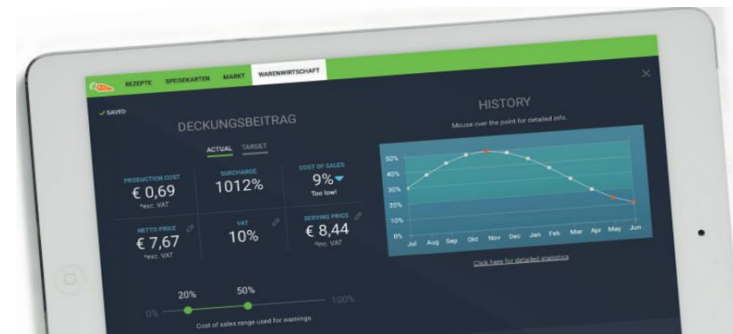 REZEPTE SPEISEKARTEN MARKT WARENWIRTSCHAFT
✓ SAVED
DECKUNGSBEITRAG
ACTUAL TARGET
PRODUCTION COST
€ 0,69
*exc. VAT
SURCHARGE
1012%
COST OF SALES
9%
Too low!
NETTO PRICE
€ 7,67
*exc. VAT
VAT
10%
SERVING PRICE
€ 8,44
*inc. VAT
20% 50%
0% 100%
Cost of sales range used for warnings.
HISTORY
Mouse over the point for detailed info.
50%
40%
30%
20%
10%
0%
Jul Aug Sep Okt Nov Dec Jan Feb Mar Apr May Jun
Click here for detailed statistics